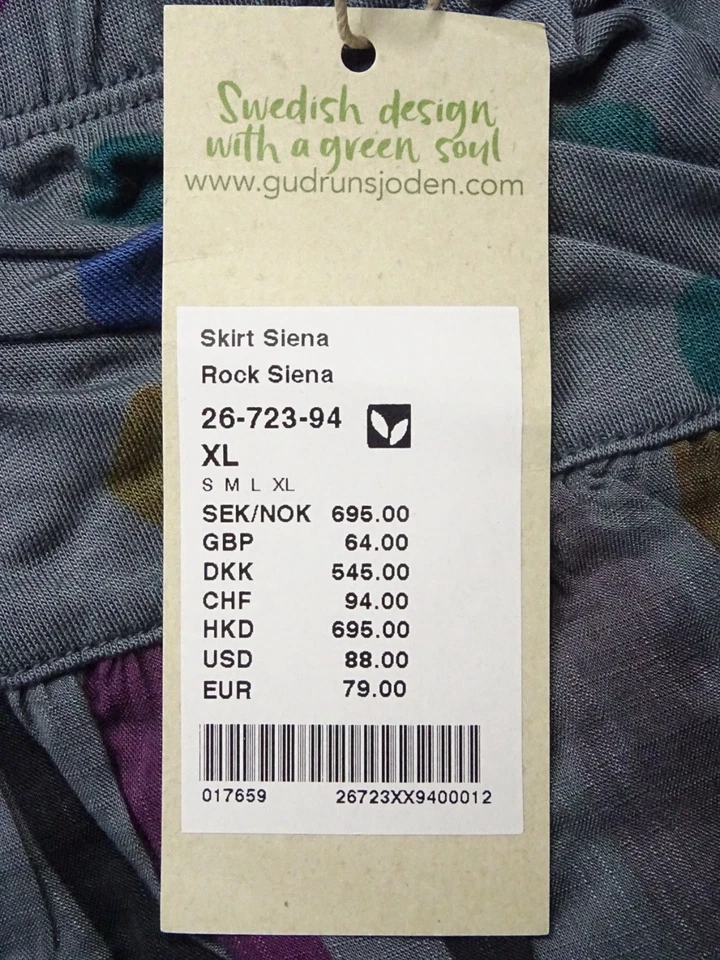 Swedish design
with a green soul
www.gudrunsjoden.com
Skirt Siena
Rock Siena
26-723-94
XL
S M L XL
SEK/NOK 695.00
GBP 64.00
DKK 545.00
CHF 94.00
HKD 695.00
USD 88.00
EUR 79.00
017659 26723XX9400012